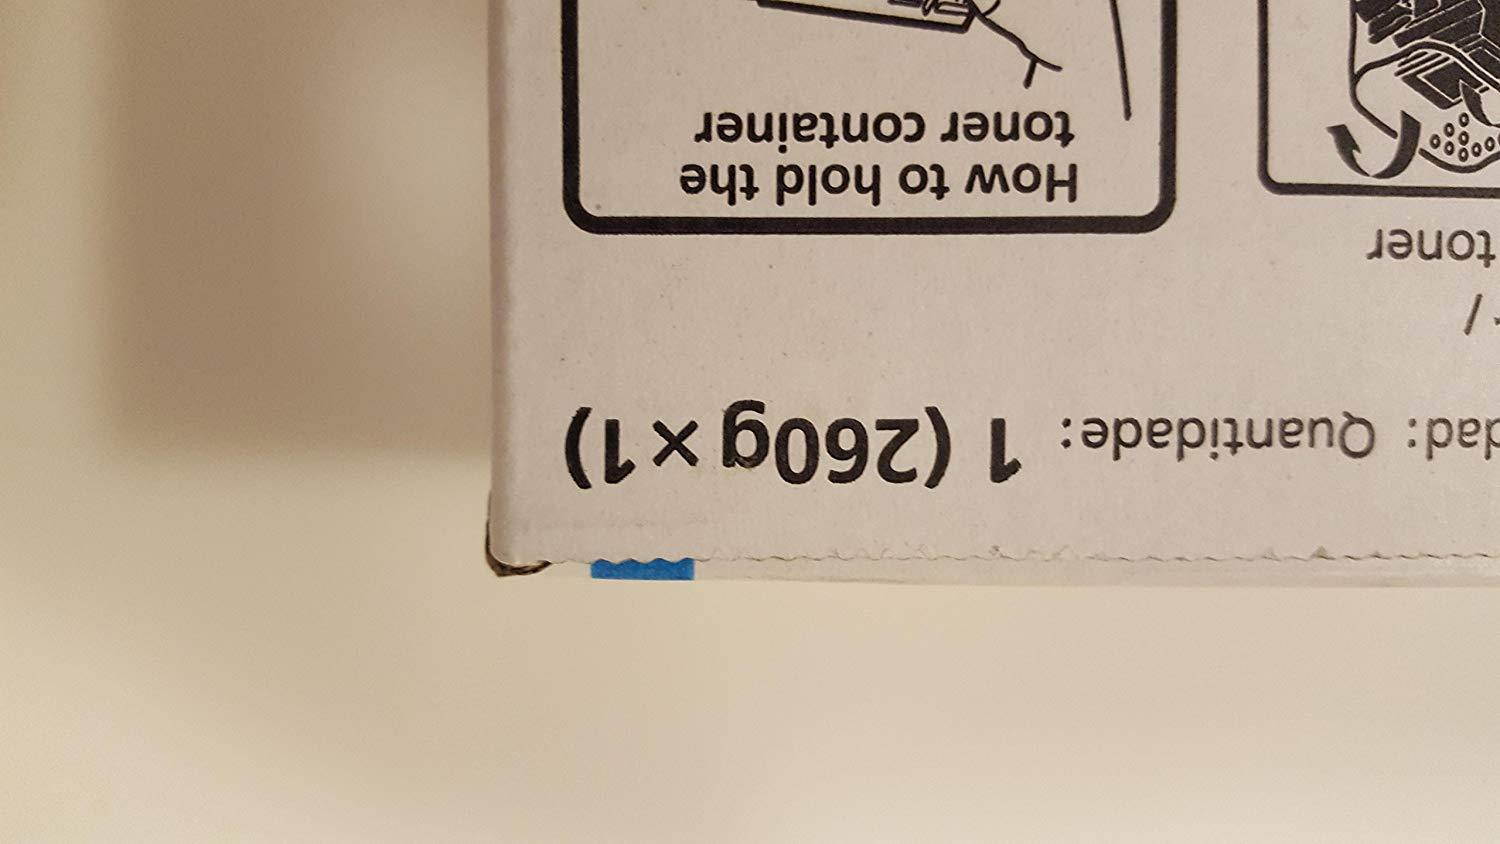 dad: Quantidade: 1 (260g × 1)
/
toner
How to hold the
toner container